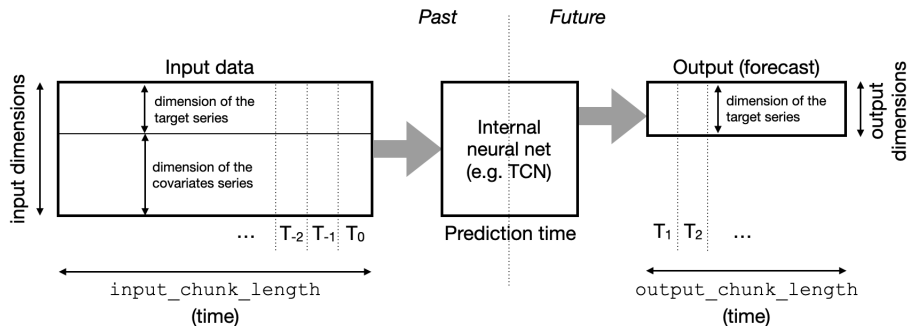 Past
Future
Input data
Output (forecast)
input dimensions
dimension of the
target series
dimension of the
covariates series
Internal
neural net
(e.g. TCN)
dimension of the
target series
output
dimensions
... T-2 T-1 T0
Prediction time
T1 T2 ...
input_chunk_length
(time)
output_chunk_length
(time)